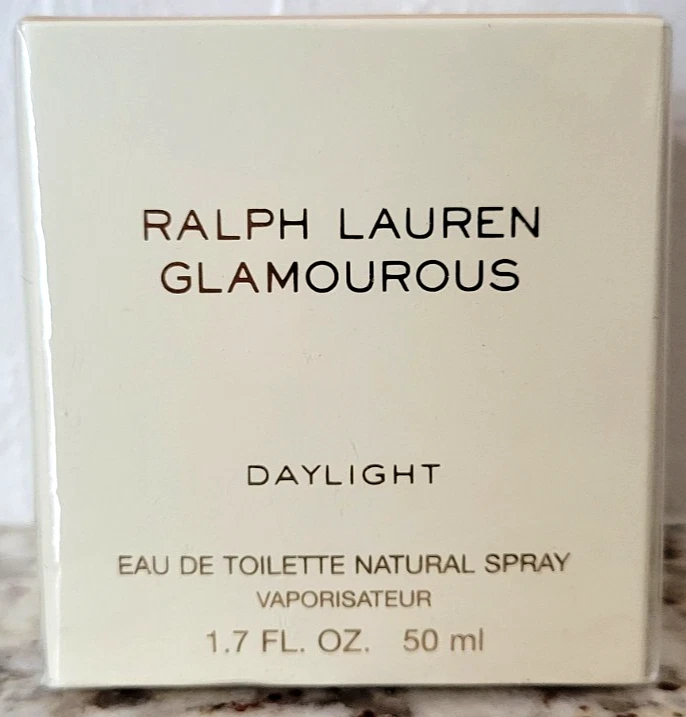 RALPH LAUREN
GLAMOUROUS
DAYLIGHT
EAU DE TOILETTE NATURAL SPRAY
VAPORISATEUR
1.7 FL. OZ. 50 ml